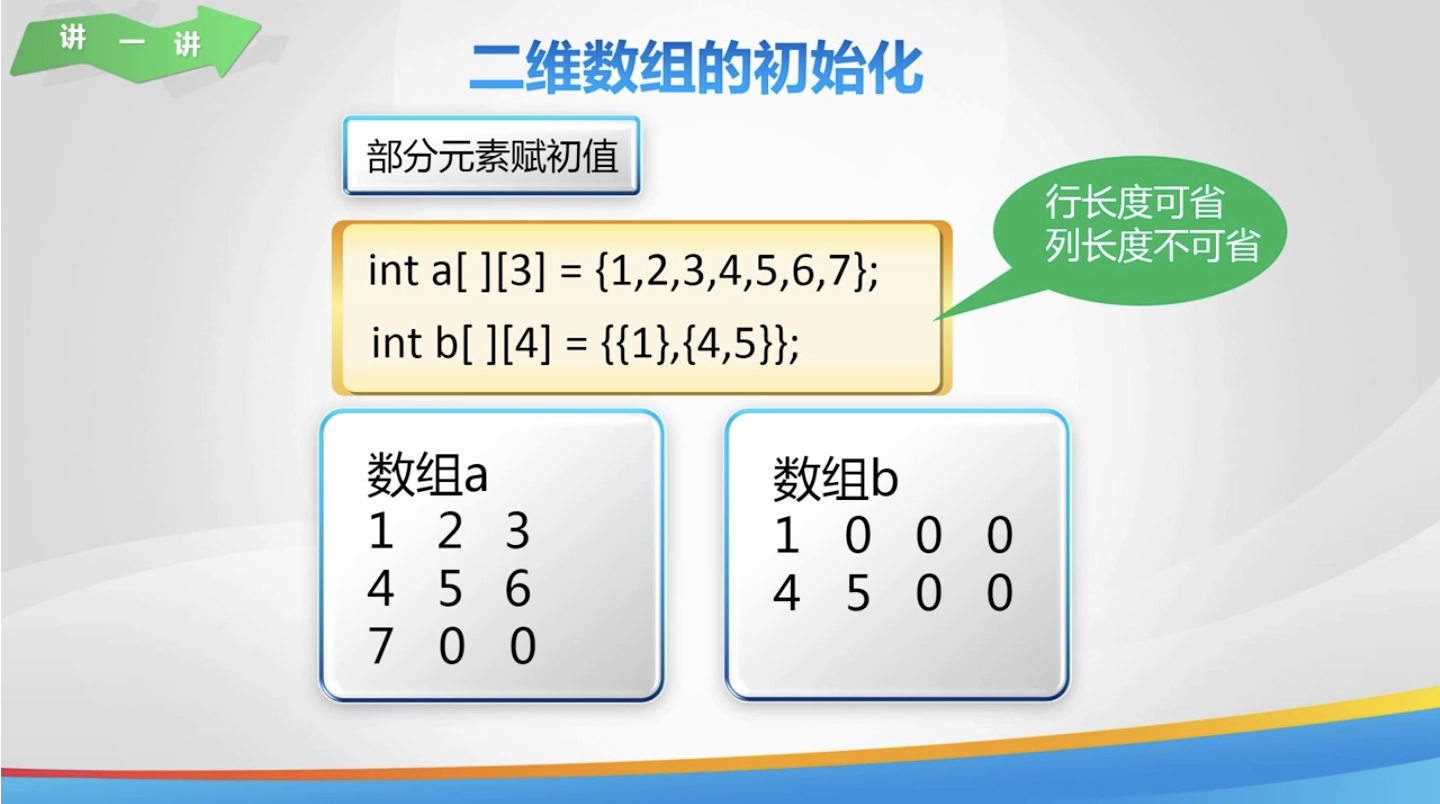 讲一讲
二维数组的初始化
部分元素赋初值
行长度可省
列长度不可省
int a[ ][3] = {1,2,3,4,5,6,7};
int b[ ][4] = {{1},{4,5}};
数组a
1 2 3
4 5 6
7 0 0
数组b
1 0 0 0
4 5 0 0